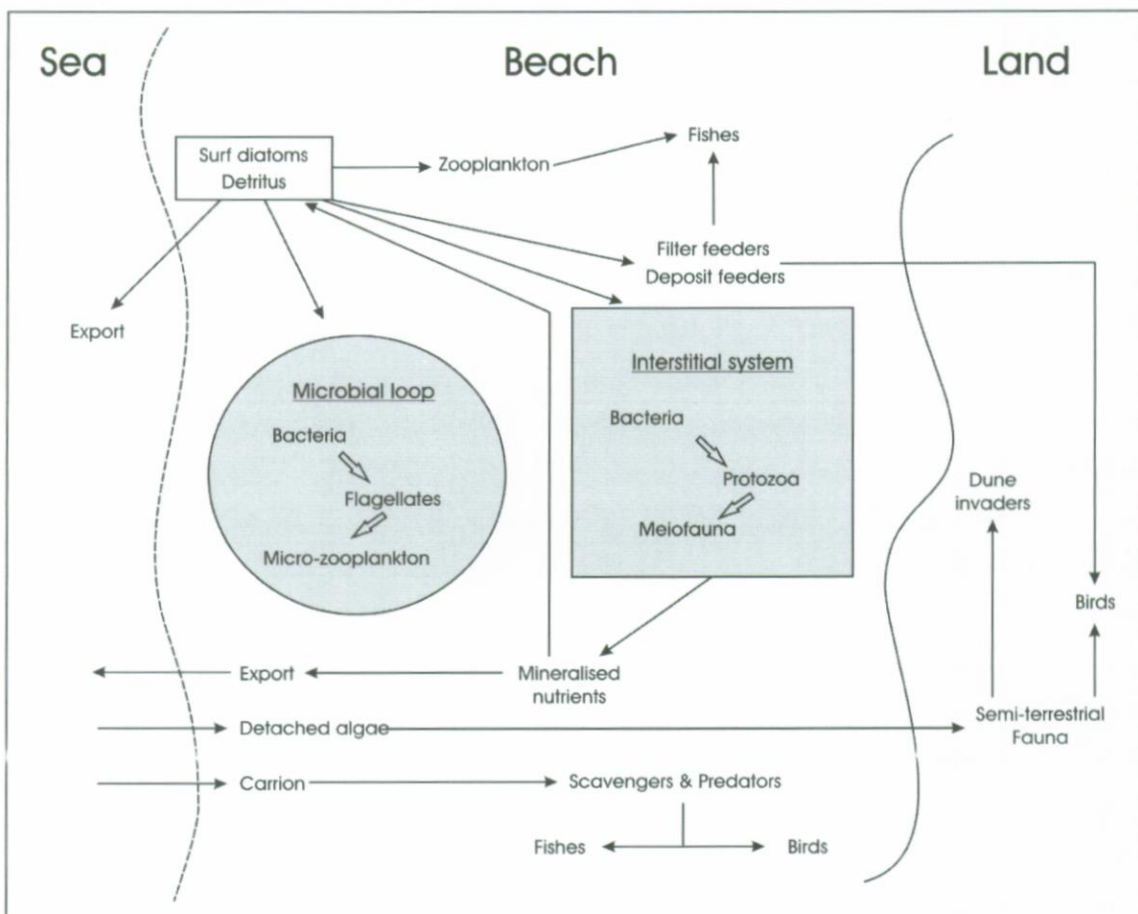 Sea
Beach
Land
Surf diatoms
Detritus
Zooplankton
Fishes
Filter feeders
Deposit feeders
Export
Microbial loop
Bacteria
Flagellates
Micro-zooplankton
Interstitial system
Bacteria
Protozoa
Meiofauna
Dune
invaders
Birds
Export
Mineralised
nutrients
Detached algae
Semi-terrestrial
Fauna
Carrion
Scavengers & Predators
Fishes
Birds